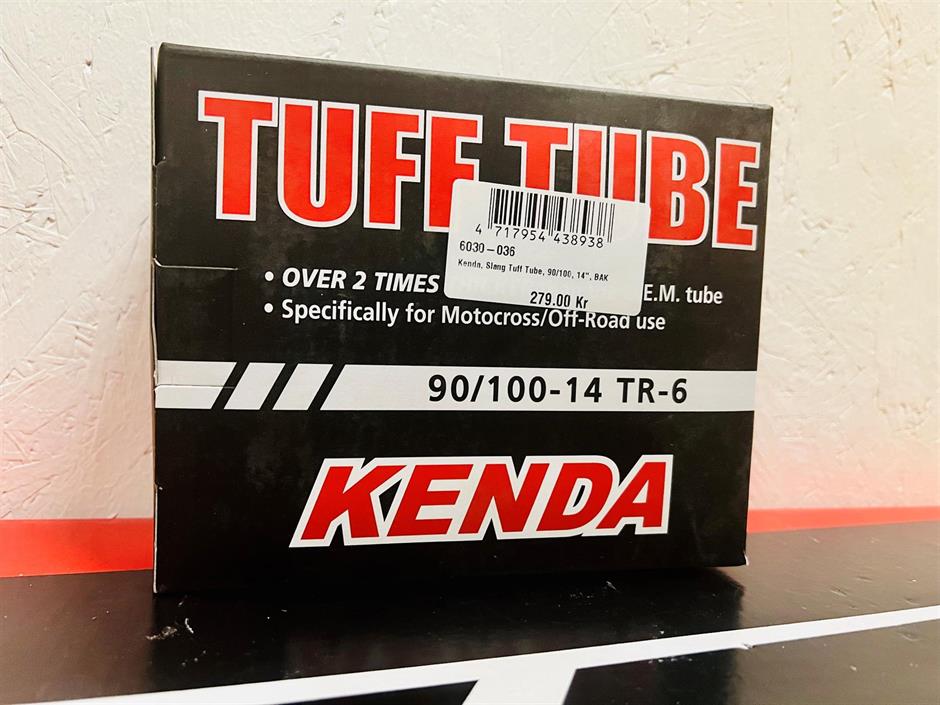 TUFF TUBE
4 717954 438938
6030-036
Kenda, Slang Tuff Tube, 90/100, 14", BAK
279.00 Kr
• OVER 2 TIMES E.M. tube
• Specifically for Motocross/Off-Road use
90/100-14 TR-6
KENDA